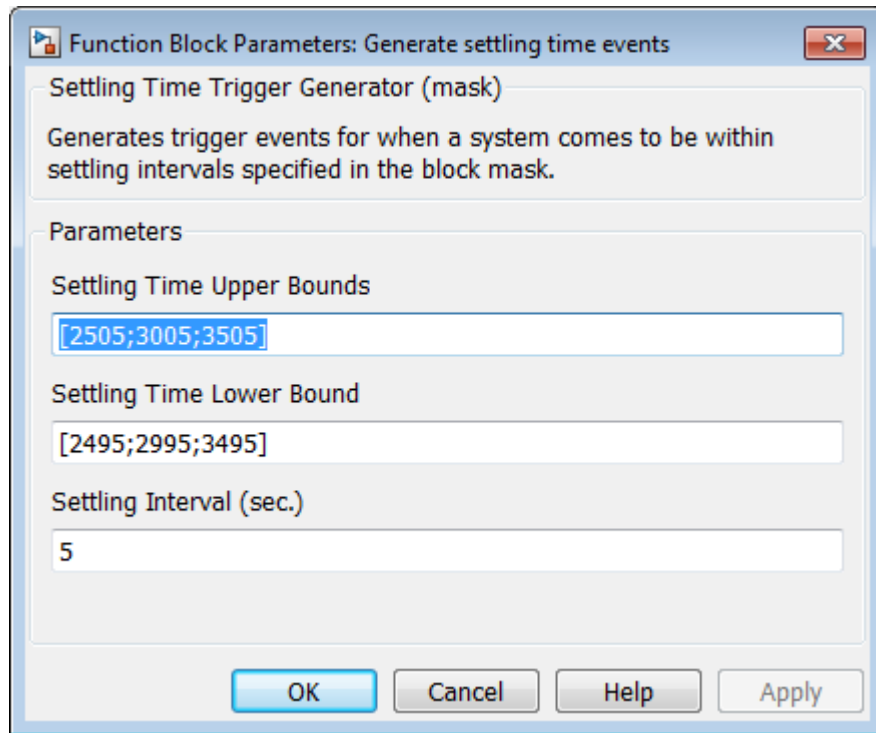 Function Block Parameters: Generate settling time events
Settling Time Trigger Generator (mask)
Generates trigger events for when a system comes to be within
settling intervals specified in the block mask.
Parameters
Settling Time Upper Bounds
[2505;3005;3505]
Settling Time Lower Bound
[2495;2995;3495]
Settling Interval (sec.)
5
OK Cancel Help Apply